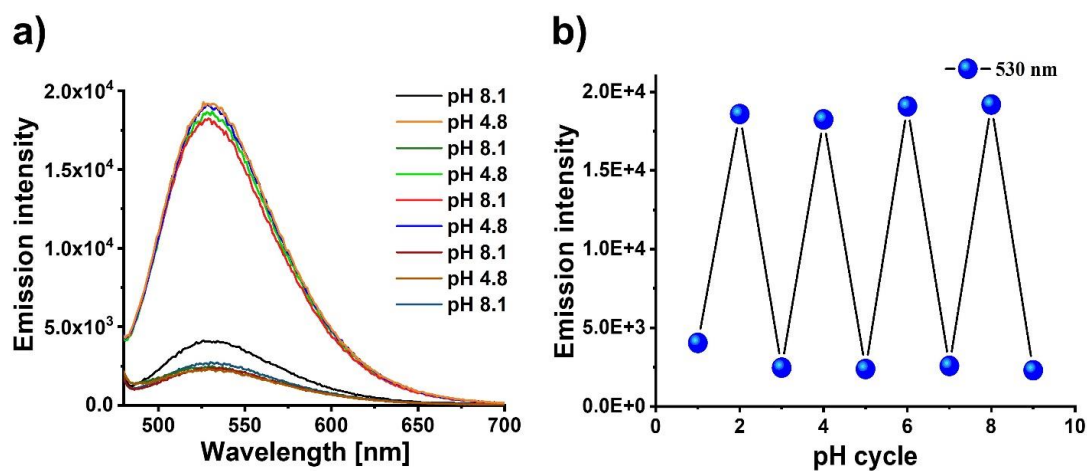 a)
Emission intensity
2.0x10⁴
1.5x10⁴
1.0x10⁴
5.0x10³
0.0
500
550
600
650
700
Wavelength [nm]
pH 8.1
pH 4.8
pH 8.1
pH 4.8
pH 8.1
pH 4.8
pH 8.1
pH 4.8
pH 8.1
b)
530 nm
Emission intensity
2.0E+4
1.5E+4
1.0E+4
5.0E+3
0.0E+0
0
2
4
6
8
10
pH cycle